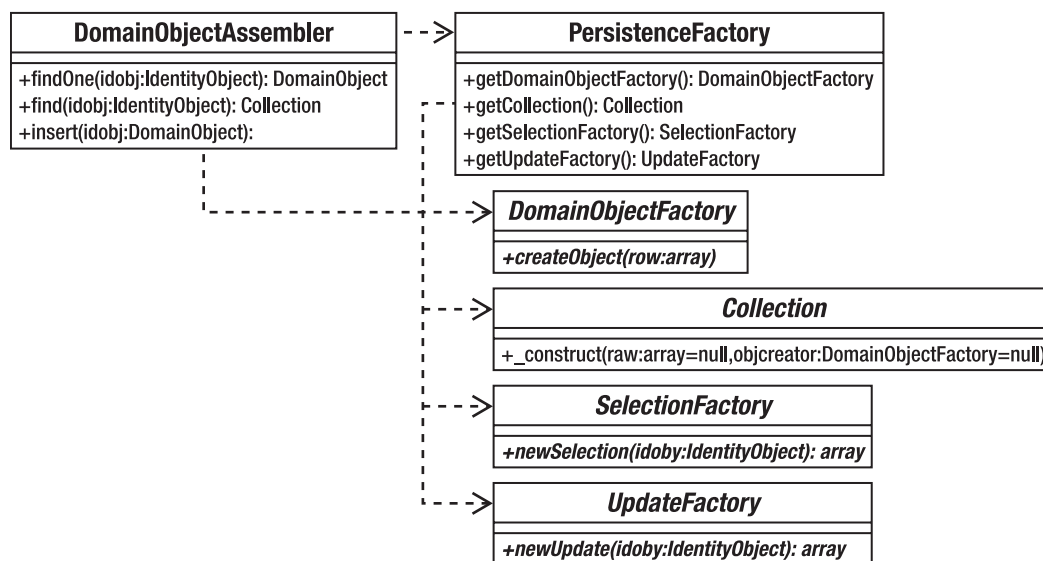 DomainObjectAssembler
+findOne(idobj:IdentityObject): DomainObject
+find(idobj:IdentityObject): Collection
+insert(idobj:DomainObject):
PersistenceFactory
+getDomainObjectFactory(): DomainObjectFactory
+getCollection(): Collection
+getSelectionFactory(): SelectionFactory
+getUpdateFactory(): UpdateFactory
DomainObjectFactory
+createObject(row:array)
Collection
+_construct(raw:array=null,objcreator:DomainObjectFactory=null)
SelectionFactory
+newSelection(idoby:IdentityObject): array
UpdateFactory
+newUpdate(idoby:IdentityObject): array